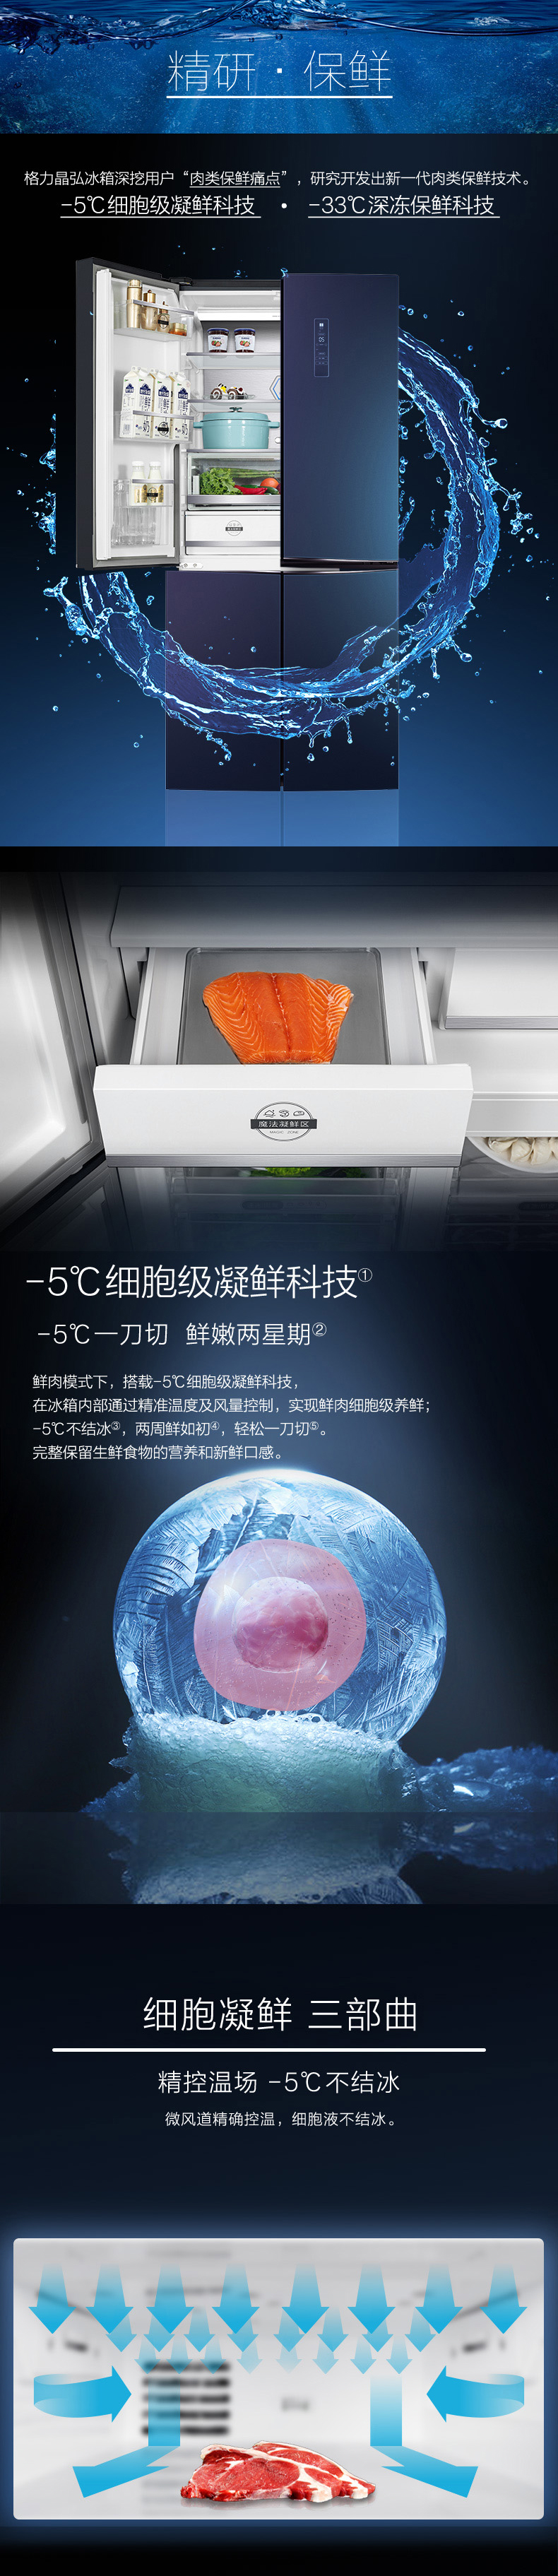 精研·保鲜
格力晶弘冰箱深挖用户“肉类保鲜痛点”，研究开发出新一代肉类保鲜技术。
-5℃细胞级凝鲜科技 • -33℃深冻保鲜科技
魔法凝鲜区
-5℃细胞级凝鲜科技①
-5℃一刀切 鲜嫩两星期②
鲜肉模式下，搭载-5℃细胞级凝鲜科技，
在冰箱内部通过精准温度及风量控制，实现鲜肉细胞级养鲜；
-5℃不结冰③，两周鲜如初④，轻松一刀切⑤。
完整保留生鲜食物的营养和新鲜口感。
细胞凝鲜 三部曲
精控温场 -5℃不结冰
微风道精确控温，细胞液不结冰。